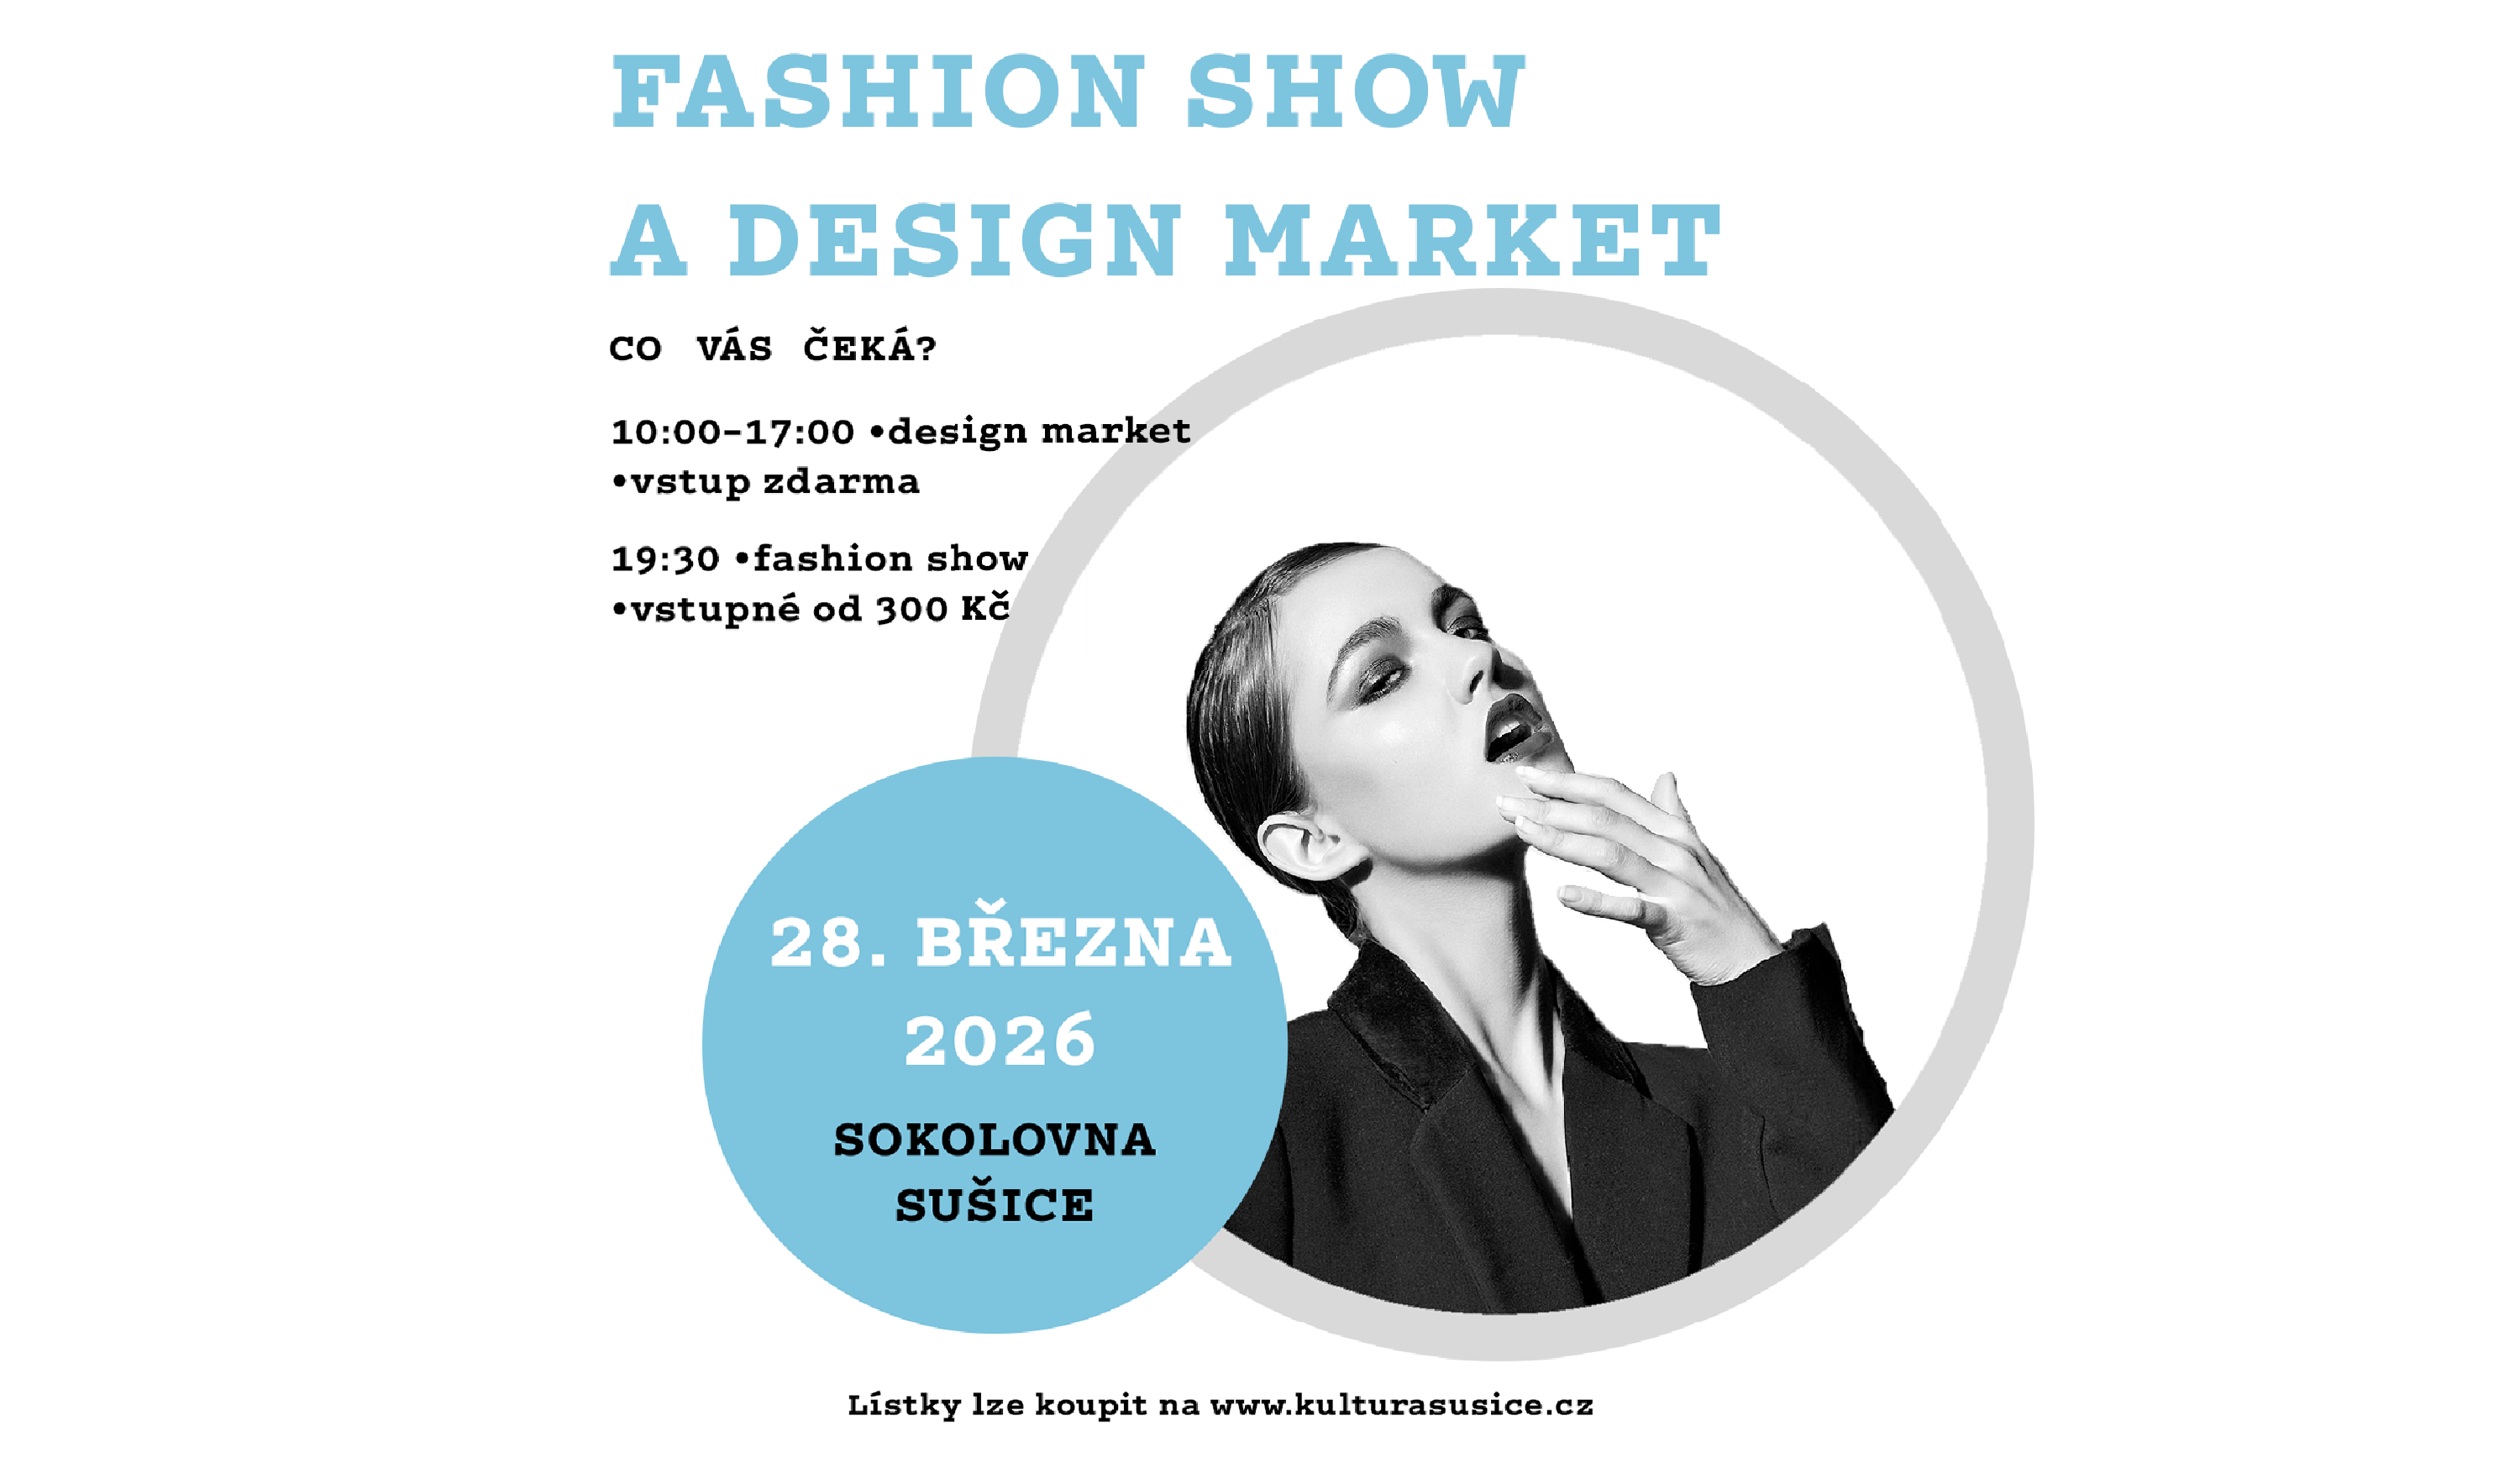 FASHION SHOW
A DESIGN MARKET
CO VÁS ČEKÁ?
10:00-17:00 •design market
•vstup zdarma
19:30 •fashion show
•vstupné od 300 Kč
28. BŘEZNA
2026
SOKOLOVNA
SUŠICE
Lístky lze koupit na www.kulturasusice.cz